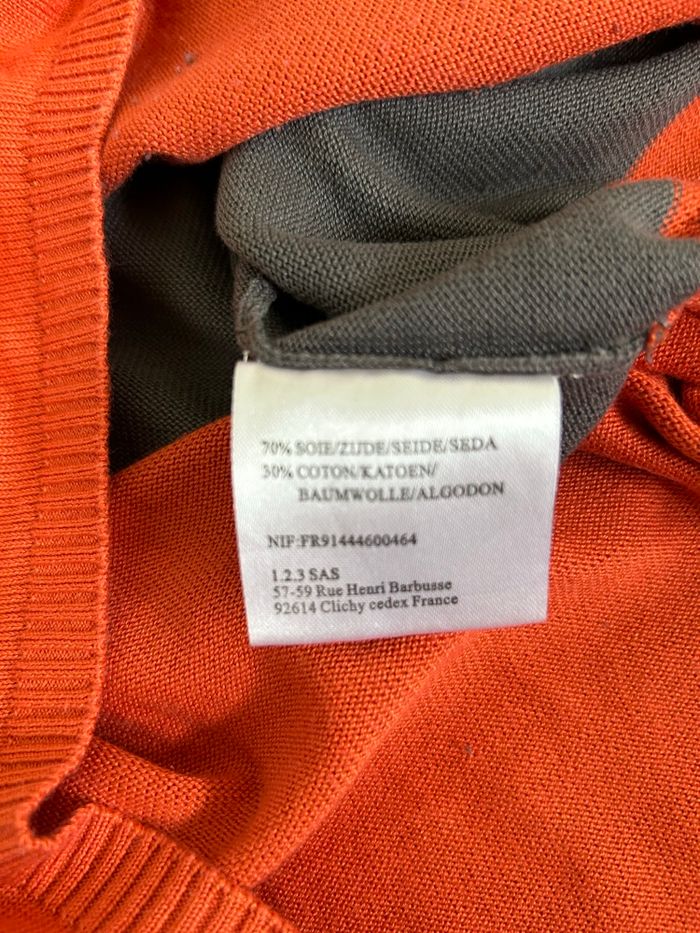 70% SOIE/ZIJDE/SEIDE/SEDA
30% COTON/KATOEN/
BAUMWOLLE/ALGODON
NIF:FR91444600464
1.2.3 SAS
57-59 Rue Henri Barbusse
92614 Clichy cedex France